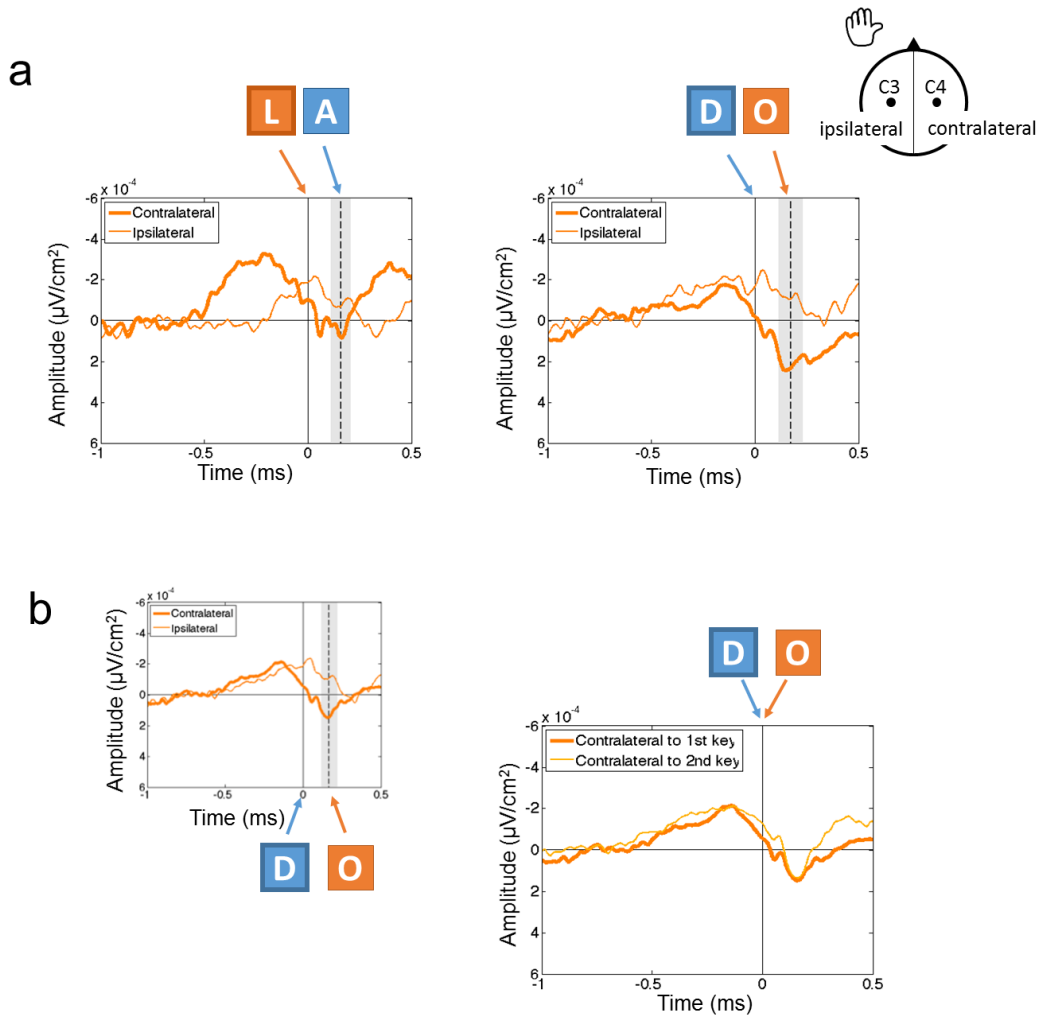 a
L A
D O
C3 C4
ipsilateral contralateral
x 10⁻⁴
-6
-4
-2
0
2
4
6
Contralateral
Ipsilateral
Amplitude (µV/cm²)
-1 -0.5 0 0.5
Time (ms)
x 10⁻⁴
-6
-4
-2
0
2
4
6
Contralateral
Ipsilateral
Amplitude (µV/cm²)
-1 -0.5 0 0.5
Time (ms)
b
x 10⁻⁴
-6
-4
-2
0
2
4
6
Contralateral
Ipsilateral
Amplitude (µV/cm²)
-1 -0.5 0 0.5
Time (ms)
D O
D O
x 10⁻⁴
-6
-4
-2
0
2
4
6
Contralateral to 1st key
Contralateral to 2nd key
Amplitude (µV/cm²)
-1 -0.5 0 0.5
Time (ms)